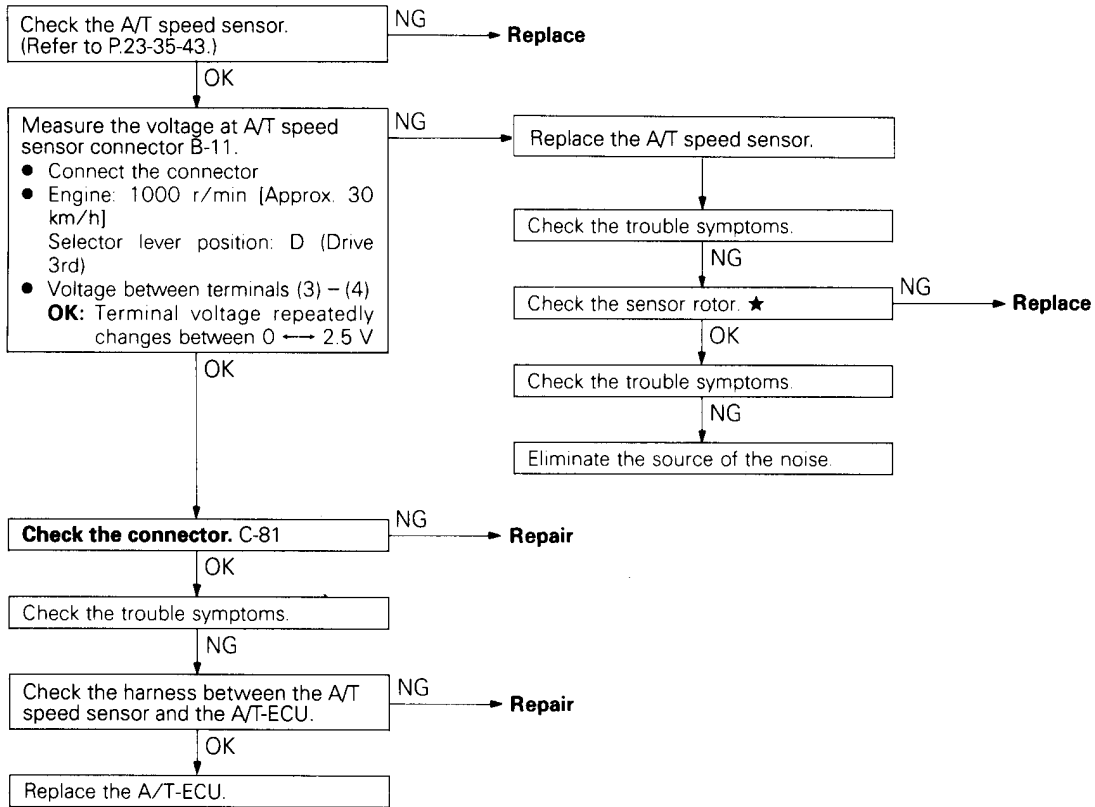 Check the A/T speed sensor.
(Refer to P.23-35-43.)
NG
Replace
OK
Measure the voltage at A/T speed
sensor connector B-11.
● Connect the connector
● Engine: 1000 r/min [Approx. 30
km/h]
Selector lever position: D (Drive
3rd)
● Voltage between terminals (3) – (4)
OK: Terminal voltage repeatedly
changes between 0 ←→ 2.5 V
NG
Replace the A/T speed sensor.
Check the trouble symptoms.
NG
Check the sensor rotor. ★
NG
Replace
OK
Check the trouble symptoms.
NG
Eliminate the source of the noise.
OK
Check the connector. C-81
NG
Repair
OK
Check the trouble symptoms.
NG
Check the harness between the A/T
speed sensor and the A/T-ECU.
NG
Repair
OK
Replace the A/T-ECU.